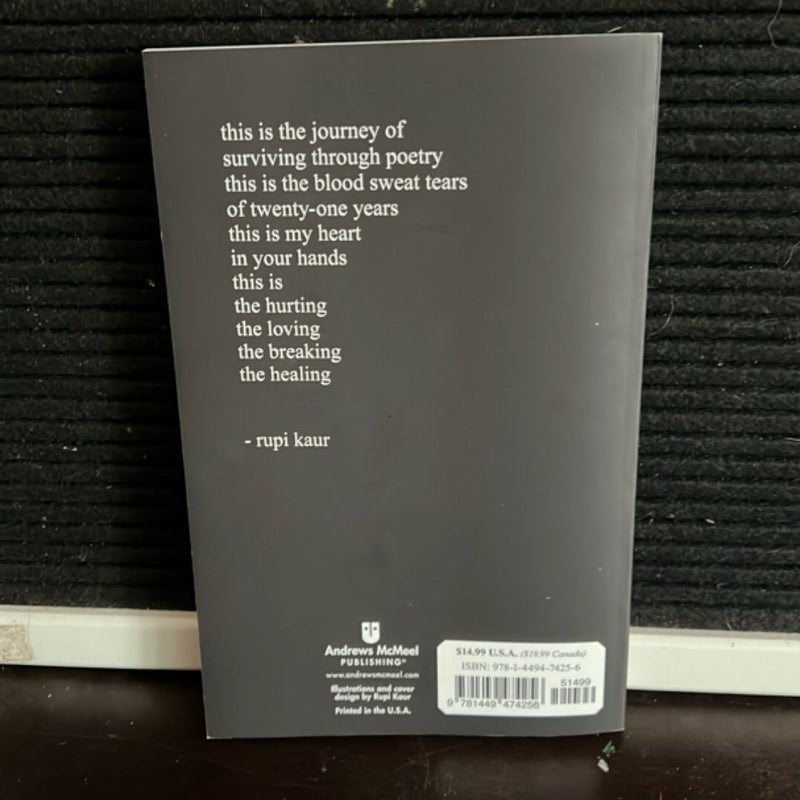 this is the journey of
surviving through poetry
this is the blood sweat tears
of twenty-one years
this is my heart
in your hands
this is
the hurting
the loving
the breaking
the healing
- rupi kaur
Andrews McMeel
PUBLISHING®
www.andrewsmcmeel.com
Illustrations and cover
design by Rupi Kaur
Printed in the U.S.A.
$14.99 U.S.A. ($19.99 Canada)
ISBN: 978-1-4494-7425-6
51499
9 781449 474256